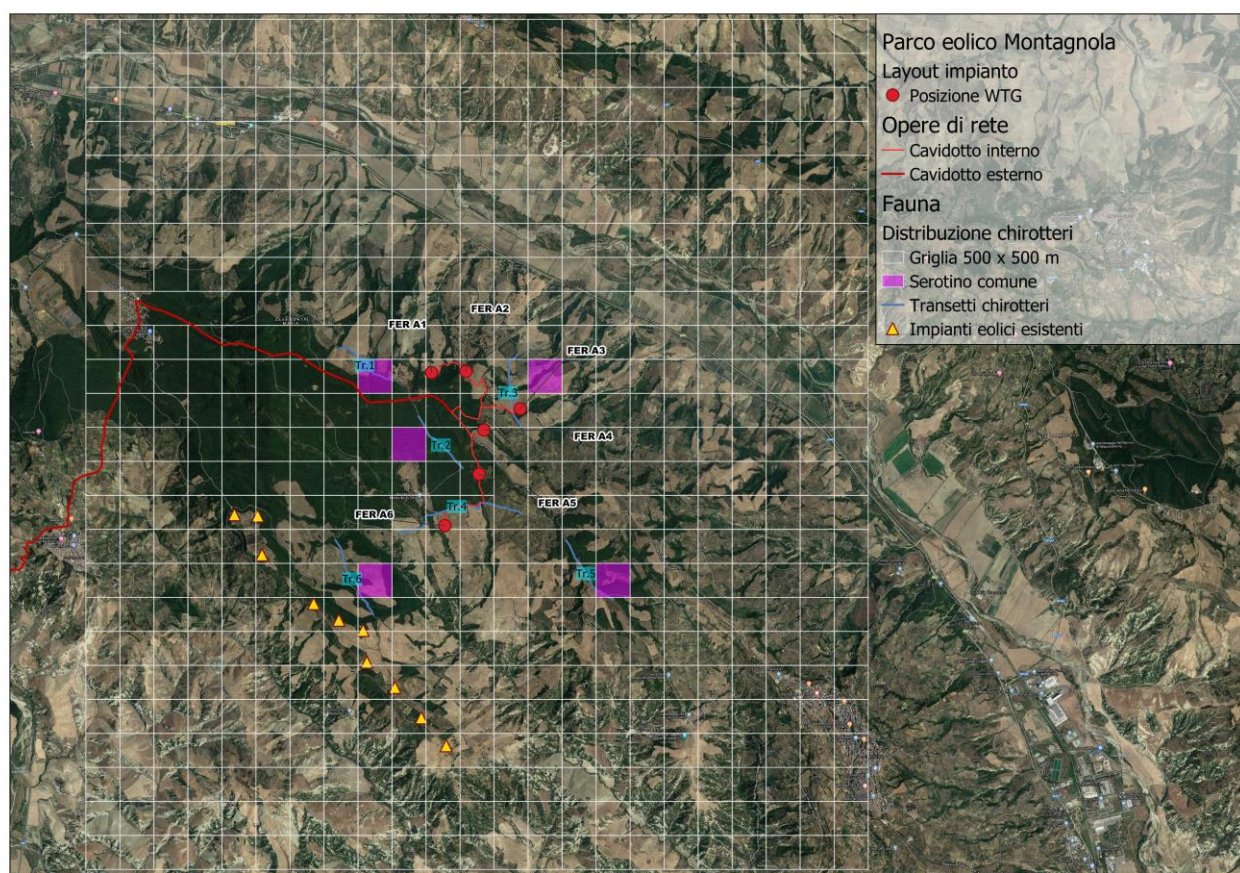 Parco eolico Montagnola
Layout impianto
Posizione WTG
Opere di rete
Cavidotto interno
Cavidotto esterno
Fauna
Distribuzione chirotteri
Griglia 500 x 500 m
Serotino comune
Transetti chirotteri
Impianti eolici esistenti
FER A2
FER A1
FER A3
Tr.1
Tr.3
FER A4
Tr.2
FER A5
Tr.4
FER A6
Tr.5
Tr.6